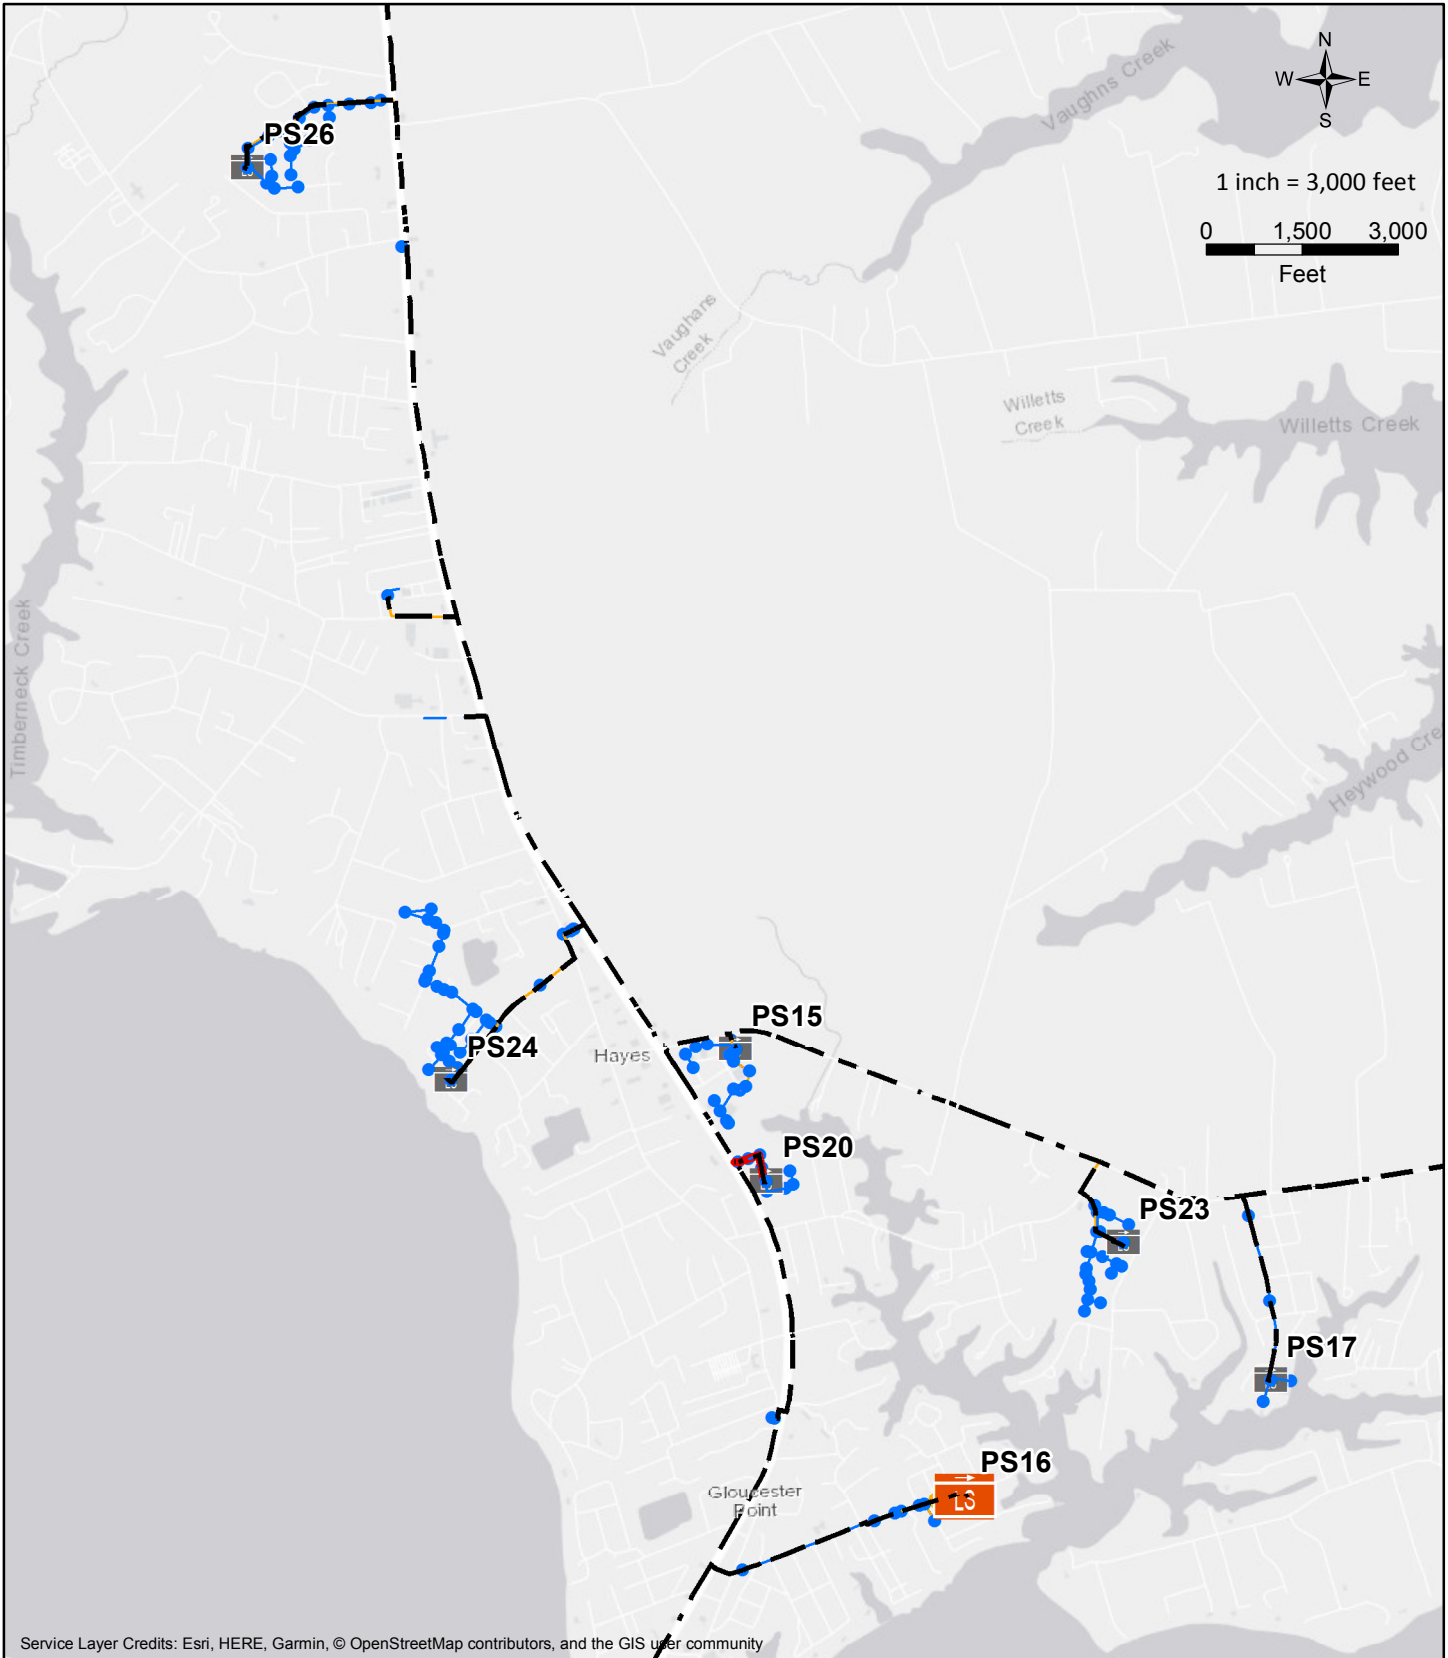 N
W E
S
Vaughns Creek
PS26
1 inch = 3,000 feet
0 1,500 3,000
Feet
Vaughans
Creek
Willetts
Creek
Willetts Creek
Timberneck Creek
Heywood Cre
PS15
PS24
Hayes
PS20
PS23
PS17
PS16
LS
Gloucester
Point
Service Layer Credits: Esri, HERE, Garmin, © OpenStreetMap contributors, and the GIS user community